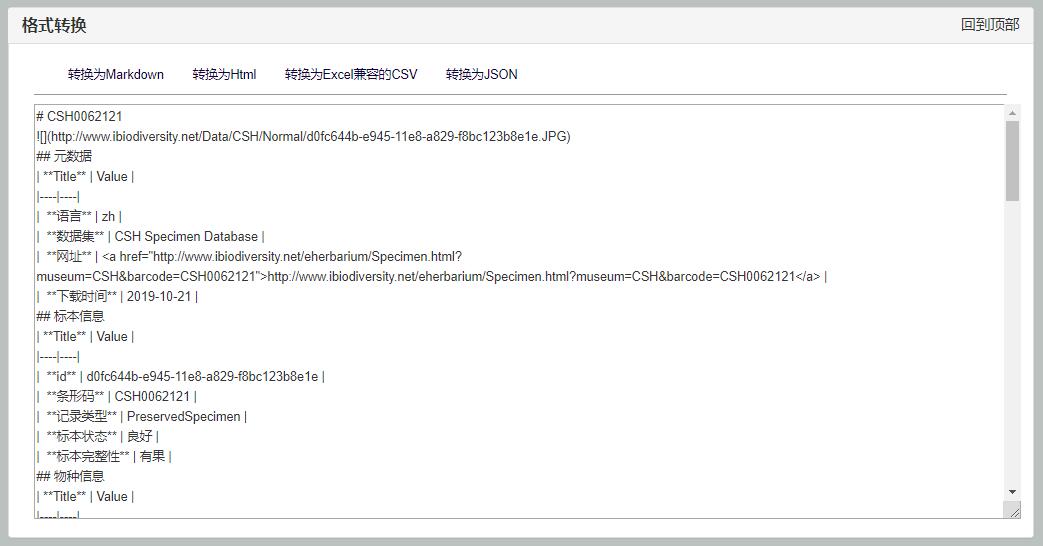 格式转换
回到顶部
转换为Markdown 转换为Html 转换为Excel兼容的CSV 转换为JSON
# CSH0062121
![](http://www.ibiodiversity.net/Data/CSH/Normal/d0fc644b-e945-11e8-a829-f8bc123b8e1e.JPG)
## 元数据
| **Title** | Value |
|----|----|
| **语言** | zh |
| **数据集** | CSH Specimen Database |
| **网址** | <a href="http://www.ibiodiversity.net/eherbarium/Specimen.html?
museum=CSH&barcode=CSH0062121">http://www.ibiodiversity.net/eherbarium/Specimen.html?museum=CSH&barcode=CSH0062121</a> |
| **下载时间** | 2019-10-21 |
## 标本信息
| **Title** | Value |
|----|----|
| **id** | d0fc644b-e945-11e8-a829-f8bc123b8e1e |
| **条形码** | CSH0062121 |
| **记录类型** | PreservedSpecimen |
| **标本状态** | 良好 |
| **标本完整性** | 有果 |
## 物种信息
| **Title** | Value |
|----|----|